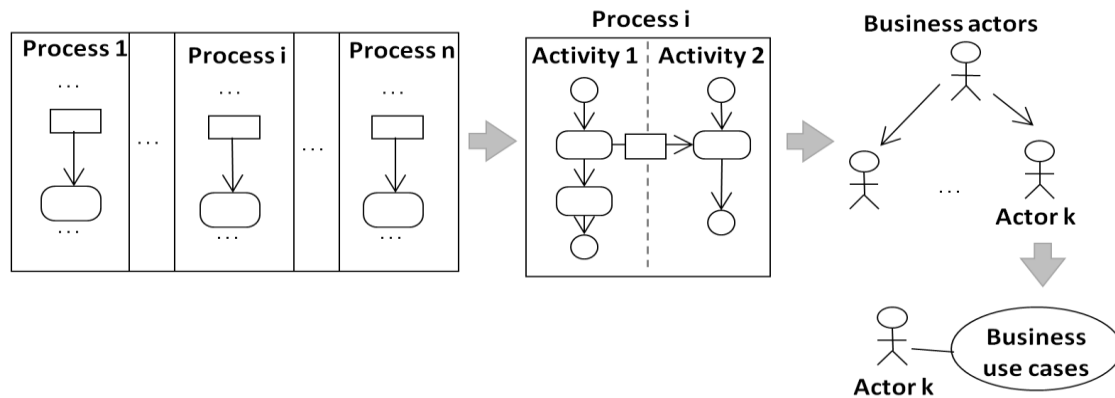 Process 1
Process i
Process n
...
...
...
...
...
...
...
...
Process i
Activity 1
Activity 2
Business actors
...
Actor k
Actor k
Business
use cases